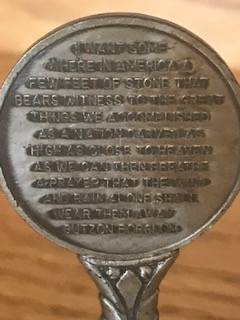 I WANT SOME
WHERE IN AMERICA A
FEW FEET OF STONE THAT
BEARS WITNESS TO THE GREAT
THINGS WE ACCOMPLISHED
AS A NATION CARVED AS
HIGH AS CLOSE TO HEAVEN
AS WE CAN THEN BREATHE
A PRAYER THAT THE WIND
AND RAIN ALONE SHALL
WEAR THEM AWAY
GUTZON BORGLUM